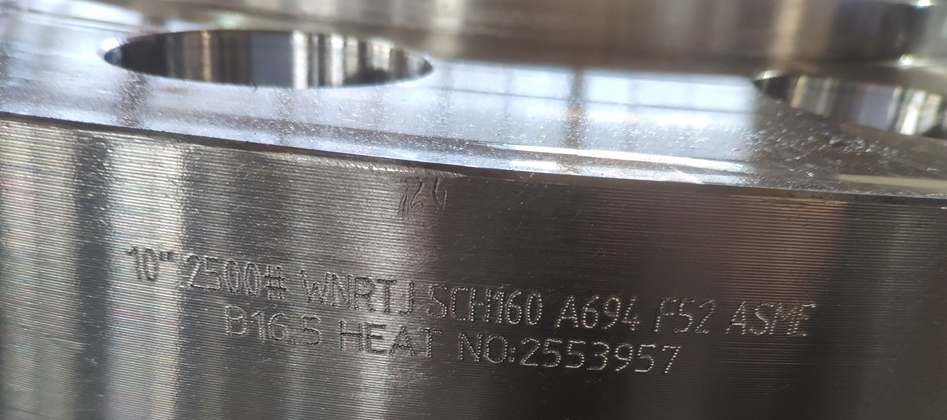 10" 2500# WNRTJ SCH160 A694 F52 ASME
B16.5 HEAT NO:2553957